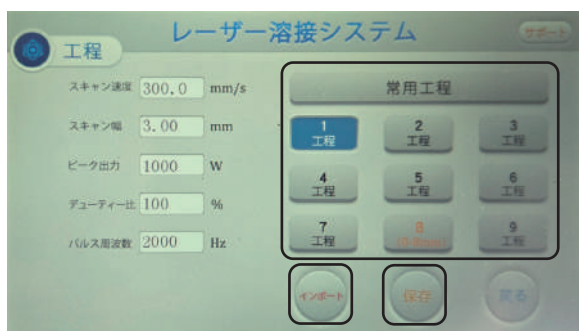 レーザー溶接システム
サポート
工程
スキャン速度 300.0 mm/s
スキャン幅 3.00 mm
ピーク出力 1000 W
デューティー比 100 %
パルス周波数 2000 Hz
常用工程
1
工程
2
工程
3
工程
4
工程
5
工程
6
工程
7
工程
8
9
工程
インポート
保存
戻る